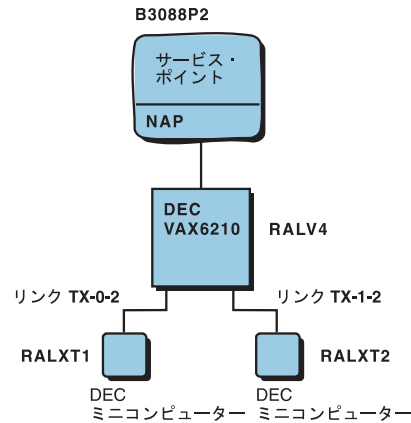 B3088P2
サービス・
ポイント
NAP
DEC
VAX6210
RALV4
リンク TX-0-2
リンク TX-1-2
RALXT1
RALXT2
DEC
ミニコンピューター
DEC
ミニコンピューター